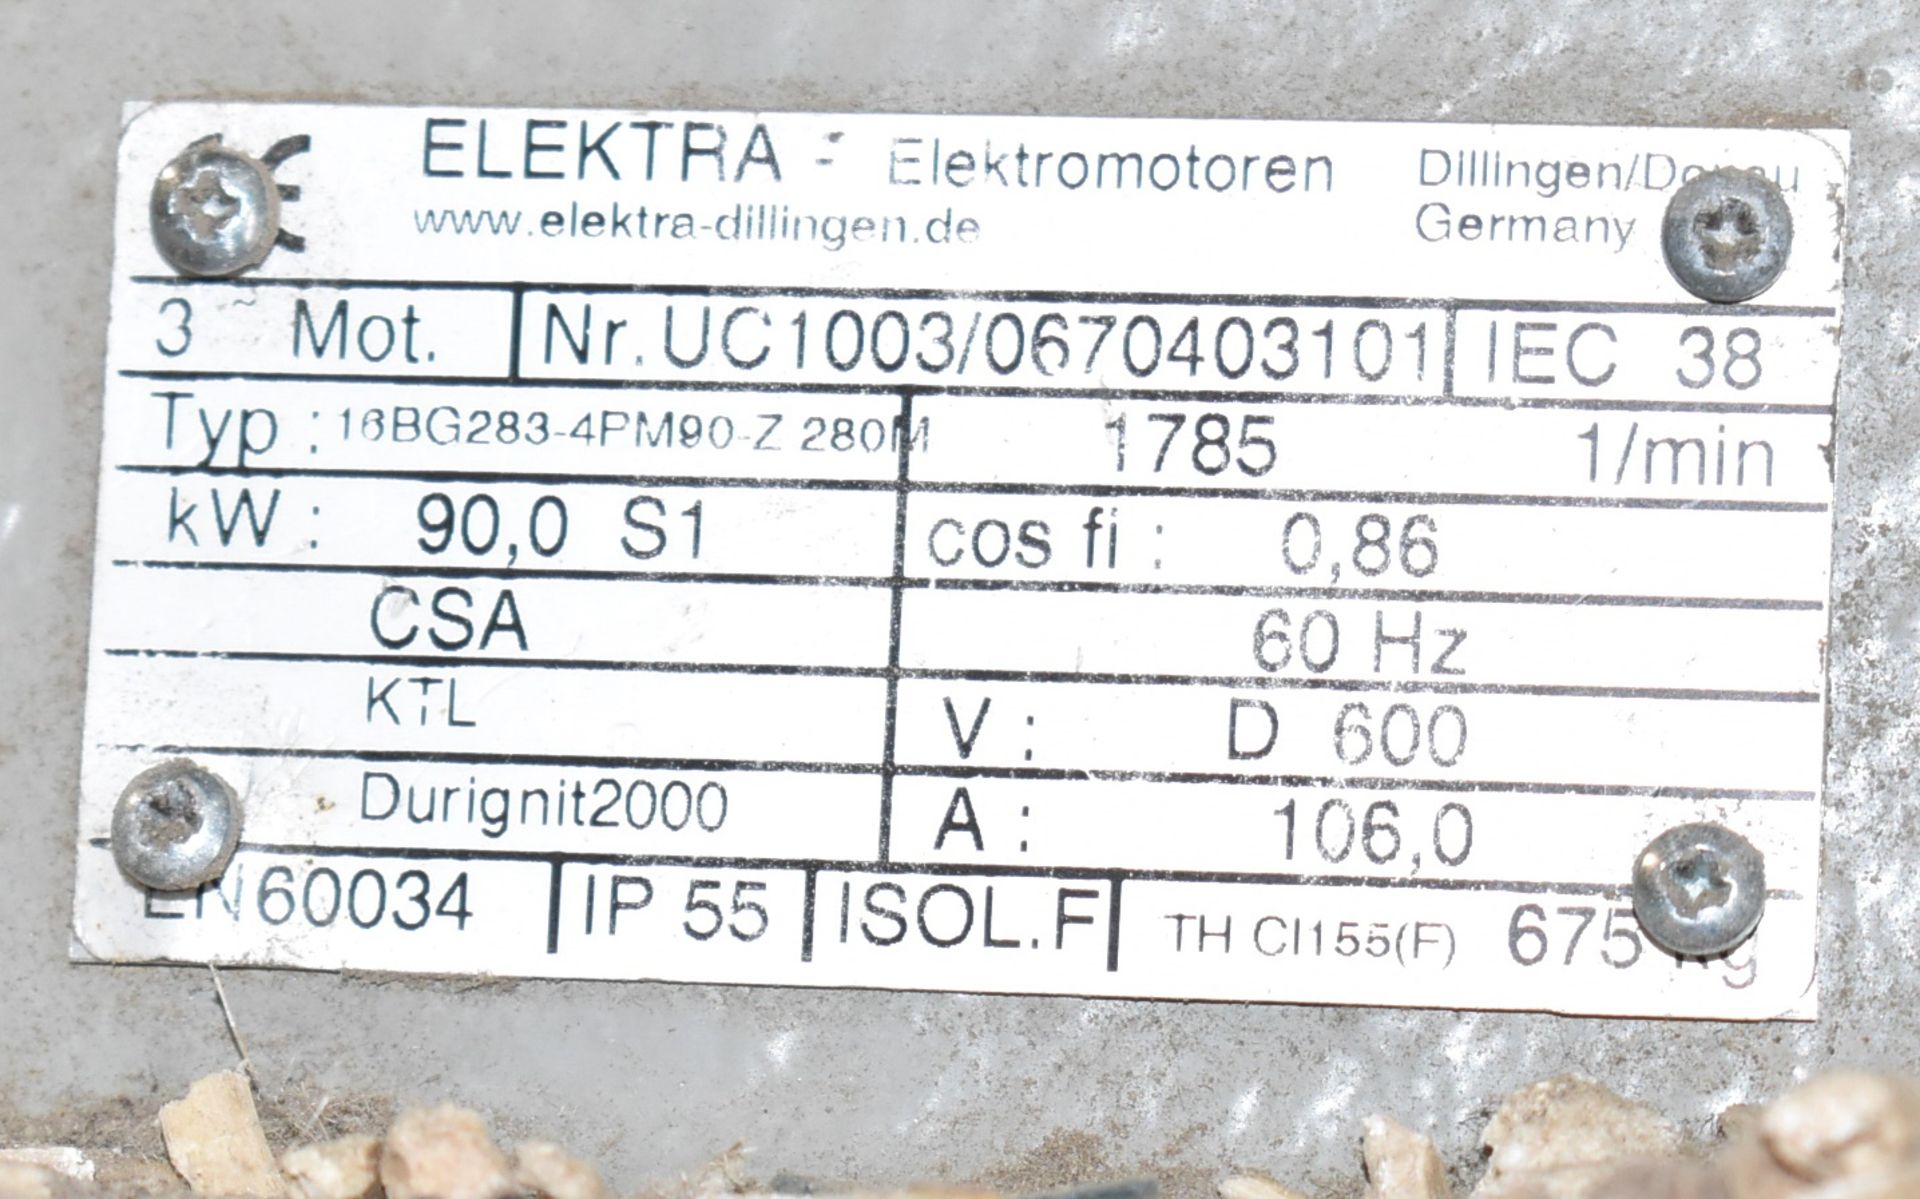 CE ELEKTRA - Elektromotoren Dillingen/Donau
www.elektra-dillingen.de Germany
3 ~ Mot. Nr. UC1003/0670403101 IEC 38
Typ : 16BG283-4PM90-Z 280M 1785 1/min
kW : 90,0 S1 cos fi : 0,86
CSA 60 Hz
KTL V : D 600
Durignit2000 A : 106,0
EN60034 IP 55 ISOL.F TH Cl155(F) 675 kg